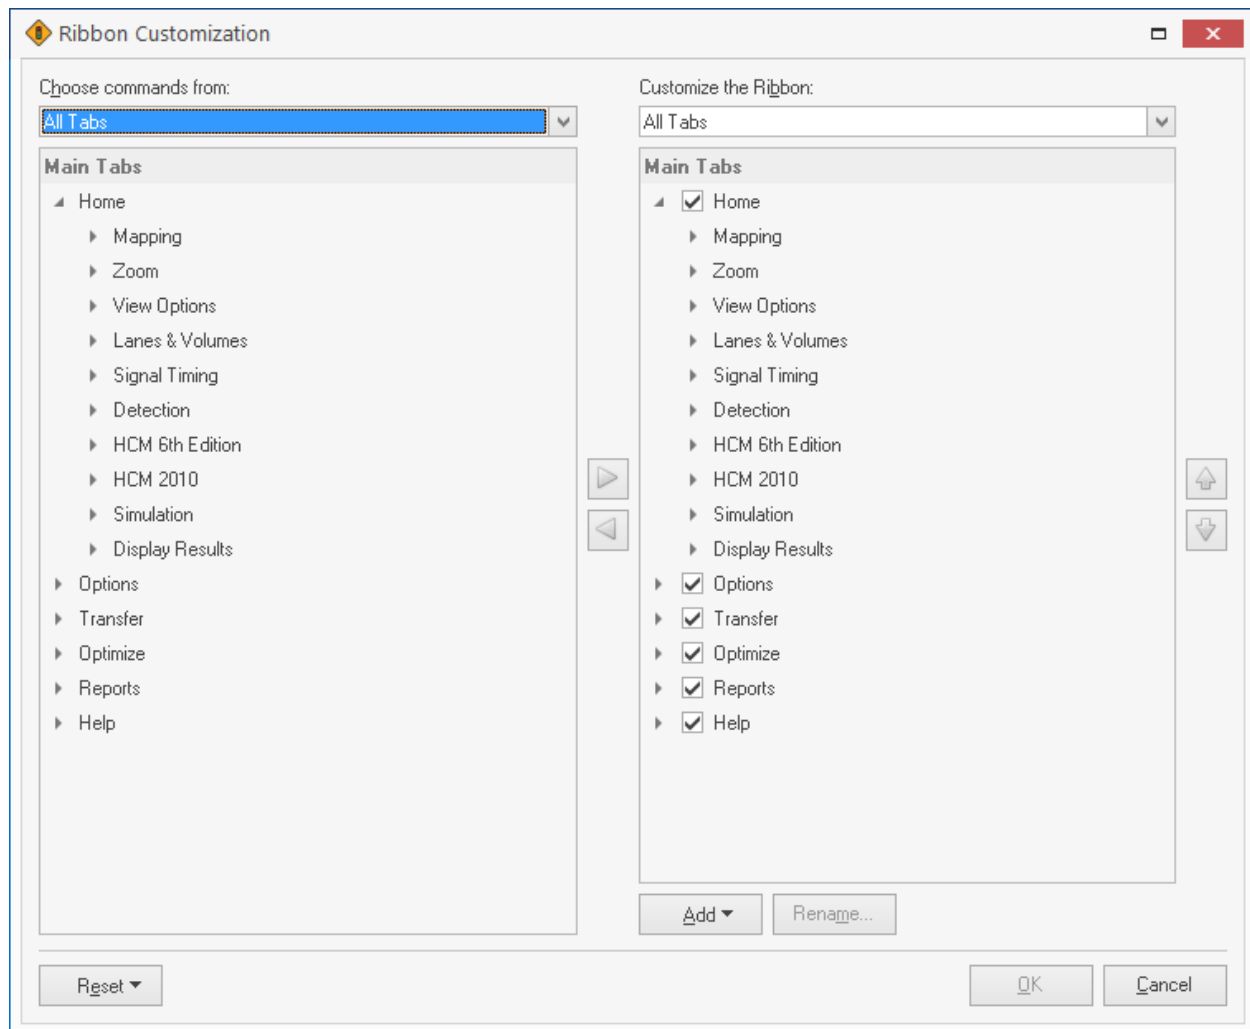 Ribbon Customization
Choose commands from:
All Tabs
Main Tabs
Home
Mapping
Zoom
View Options
Lanes & Volumes
Signal Timing
Detection
HCM 6th Edition
HCM 2010
Simulation
Display Results
Options
Transfer
Optimize
Reports
Help
Customize the Ribbon:
All Tabs
Main Tabs
Home
Mapping
Zoom
View Options
Lanes & Volumes
Signal Timing
Detection
HCM 6th Edition
HCM 2010
Simulation
Display Results
Options
Transfer
Optimize
Reports
Help
Add Rename...
Reset OK Cancel